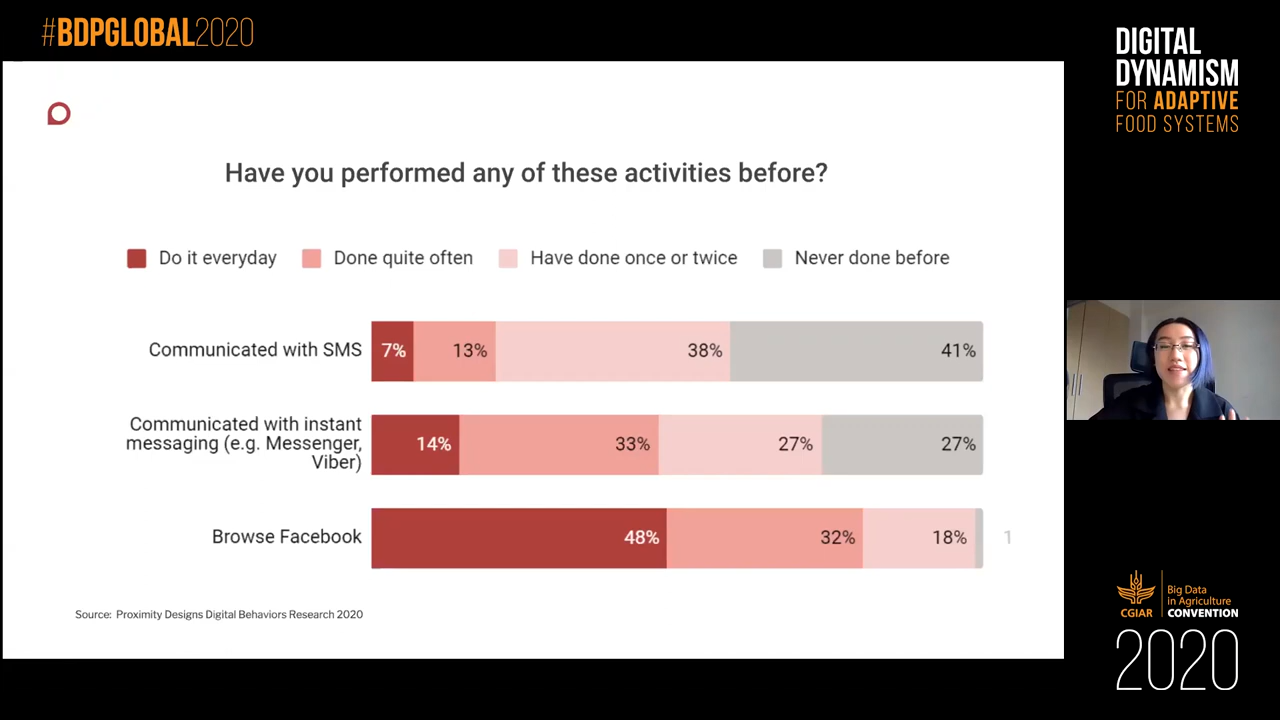 #BDPGLOBAL2020
DIGITAL
DYNAMISM
FOR ADAPTIVE
FOOD SYSTEMS
Have you performed any of these activities before?
Do it everyday
Done quite often
Have done once or twice
Never done before
Communicated with SMS
7%
13%
38%
41%
Communicated with instant
messaging (e.g. Messenger,
Viber)
14%
33%
27%
27%
Browse Facebook
48%
32%
18%
1
Source: Proximity Designs Digital Behaviors Research 2020
CGIAR
Big Data
in Agriculture
CONVENTION
2020